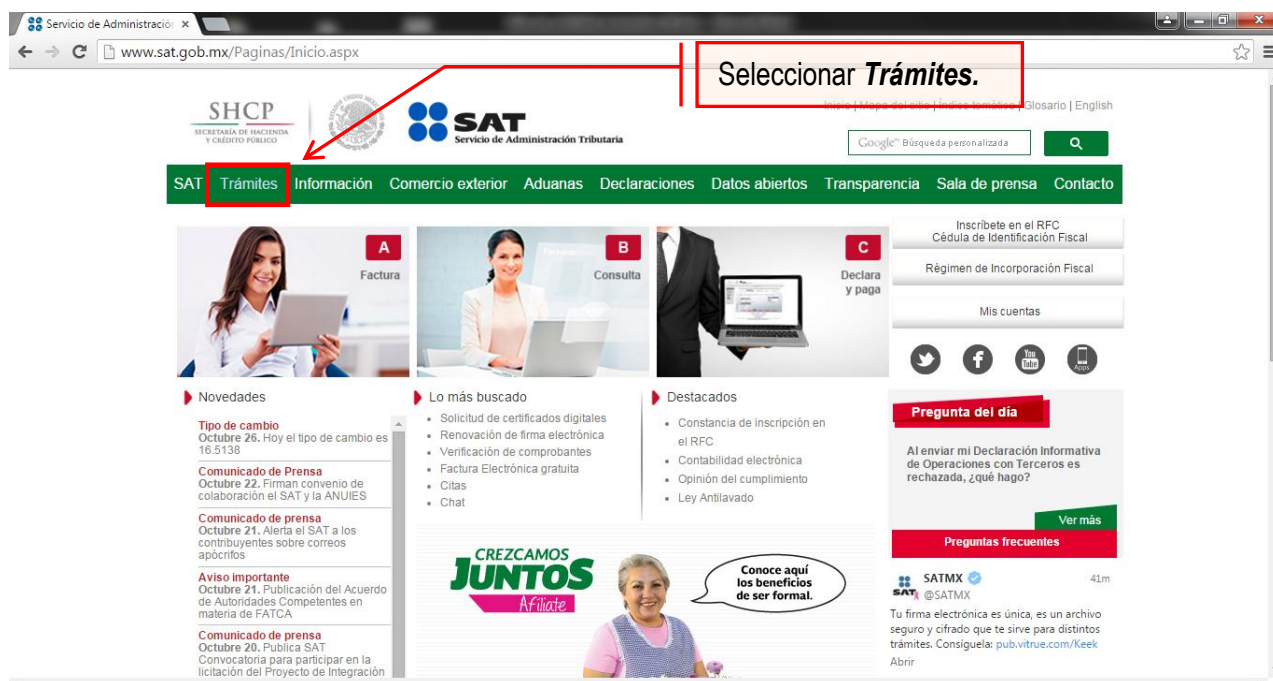 Servicio de Administració
www.sat.gob.mx/Paginas/Inicio.aspx
Seleccionar Trámites.
Inicio | Mapa del sitio | Índice temático | Glosario | English
SHCP
SECRETARÍA DE HACIENDA
Y CRÉDITO PÚBLICO
SAT
Servicio de Administración Tributaria
Google™ Búsqueda personalizada
SAT Trámites Información Comercio exterior Aduanas Declaraciones Datos abiertos Transparencia Sala de prensa Contacto
A
Factura
B
Consulta
C
Declara
y paga
Inscríbete en el RFC
Cédula de Identificación Fiscal
Régimen de Incorporación Fiscal
Mis cuentas
You
Tube
Apps
Novedades
Tipo de cambio
Octubre 26. Hoy el tipo de cambio es
16.5138
Comunicado de Prensa
Octubre 22. Firman convenio de
colaboración el SAT y la ANUIES
Comunicado de prensa
Octubre 21. Alerta el SAT a los
contribuyentes sobre correos
apócrifos
Aviso importante
Octubre 21. Publicación del Acuerdo
de Autoridades Competentes en
materia de FATCA
Comunicado de prensa
Octubre 20. Publica SAT
Convocatoria para participar en la
licitación del Proyecto de Integración
Lo más buscado
Solicitud de certificados digitales
Renovación de firma electrónica
Verificación de comprobantes
Factura Electrónica gratuita
Citas
Chat
Destacados
Constancia de inscripción en
el RFC
Contabilidad electrónica
Opinión del cumplimiento
Ley Antilavado
CREZCAMOS
JUNTOS
Afíliate
Conoce aquí
los beneficios
de ser formal.
Pregunta del día
Al enviar mi Declaración Informativa
de Operaciones con Terceros es
rechazada, ¿qué hago?
Ver más
Preguntas frecuentes
SAT
SATMX 41m
@SATMX
Tu firma electrónica es única, es un archivo
seguro y cifrado que te sirve para distintos
trámites. Consíguela: pub.vitrue.com/Keek
Abrir